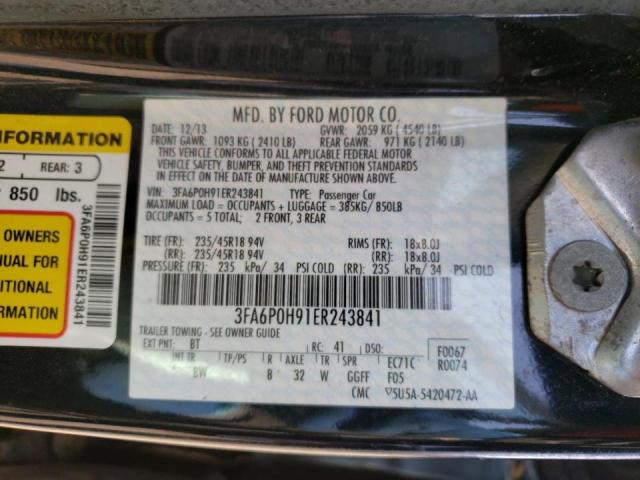 MFD. BY FORD MOTOR CO.
DATE: 12/13 GVWR: 2059 KG (4540 LB)
FRONT GAWR: 1093 KG (2410 LB) REAR GAWR: 971 KG (2140 LB)
THIS VEHICLE CONFORMS TO ALL APPLICABLE FEDERAL MOTOR
VEHICLE SAFETY, BUMPER, AND THEFT PREVENTION STANDARDS
IN EFFECT ON THE DATE OF MANUFACTURE SHOWN ABOVE.
VIN: 3FA6P0H91ER243841 TYPE: Passenger Car
MAXIMUM LOAD = OCCUPANTS + LUGGAGE = 385KG/850LB
OCCUPANTS = 5 TOTAL; 2 FRONT, 3 REAR
TIRE (FR): 235/45R18 94V RIMS (FR): 18x8.0J
(RR): 235/45R18 94V (RR): 18x8.0J
PRESSURE (FR): 235 kPa/ 34 PSI COLD (RR): 235 kPa/ 34 PSI COLD
3FA6P0H91ER243841
TRAILER TOWING - SEE OWNER GUIDE
EXT PNT: BT RC: 41 DSO: F0067
INT TR TP/PS R AXLE TR SPR EC71C R0074
BW B 32 W GGFF F05
CMC 5U5A-5420472-AA
INFORMATION
2 REAR: 3
850 lbs.
OWNERS
NUAL FOR
DITIONAL
RMATION
3FA6P0H91ER243841